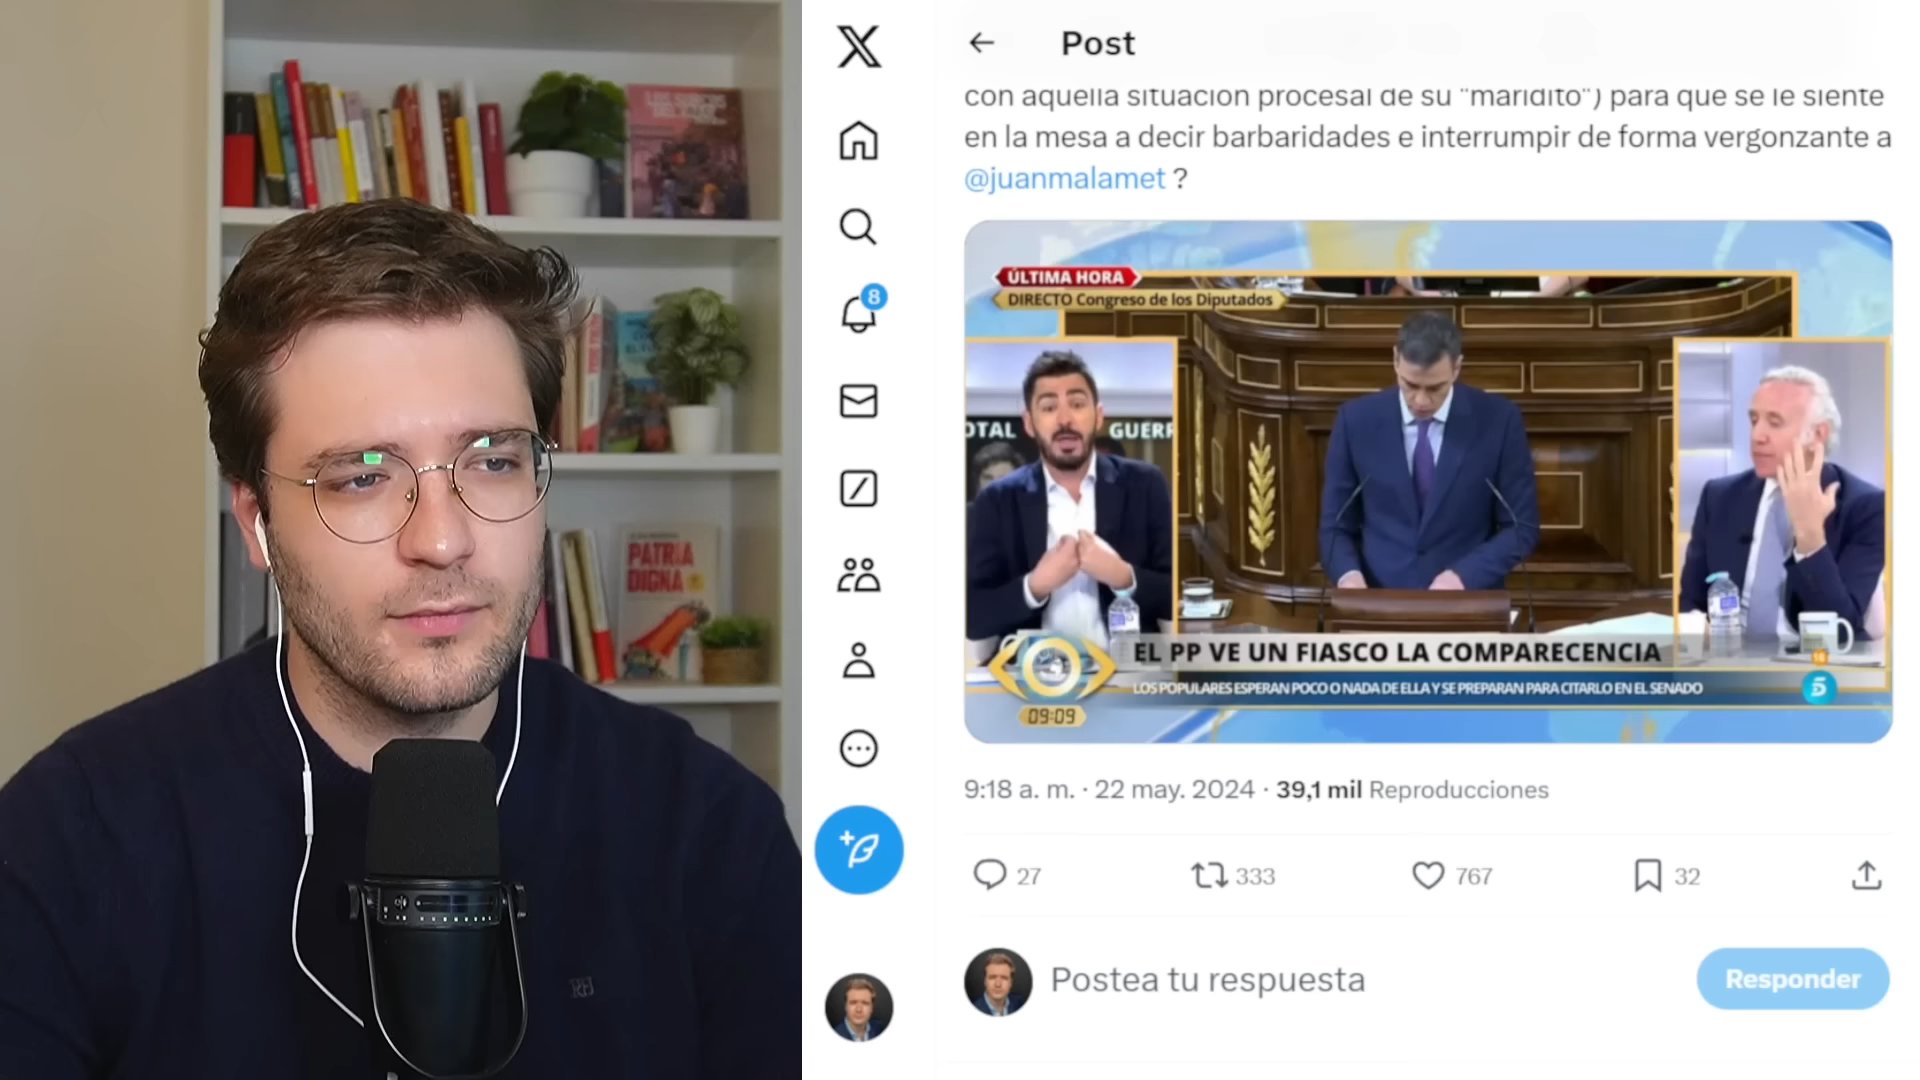 Post
con aquella situación procesal de su "maridito") para que se le siente
en la mesa a decir barbaridades e interrumpir de forma vergonzante a
@juanmalamet ?
ÚLTIMA HORA
DIRECTO Congreso de los Diputados
OTAL
GUERR
EL PP VE UN FIASCO LA COMPARECENCIA
LOS POPULARES ESPERAN POCO O NADA DE ELLA Y SE PREPARAN PARA CITARLO EN EL SENADO
09:09
16
5
9:18 a. m. · 22 may. 2024 · 39,1 mil Reproducciones
27
333
767
32
Postea tu respuesta
Responder
8
PATRIA
DIGNA
RH